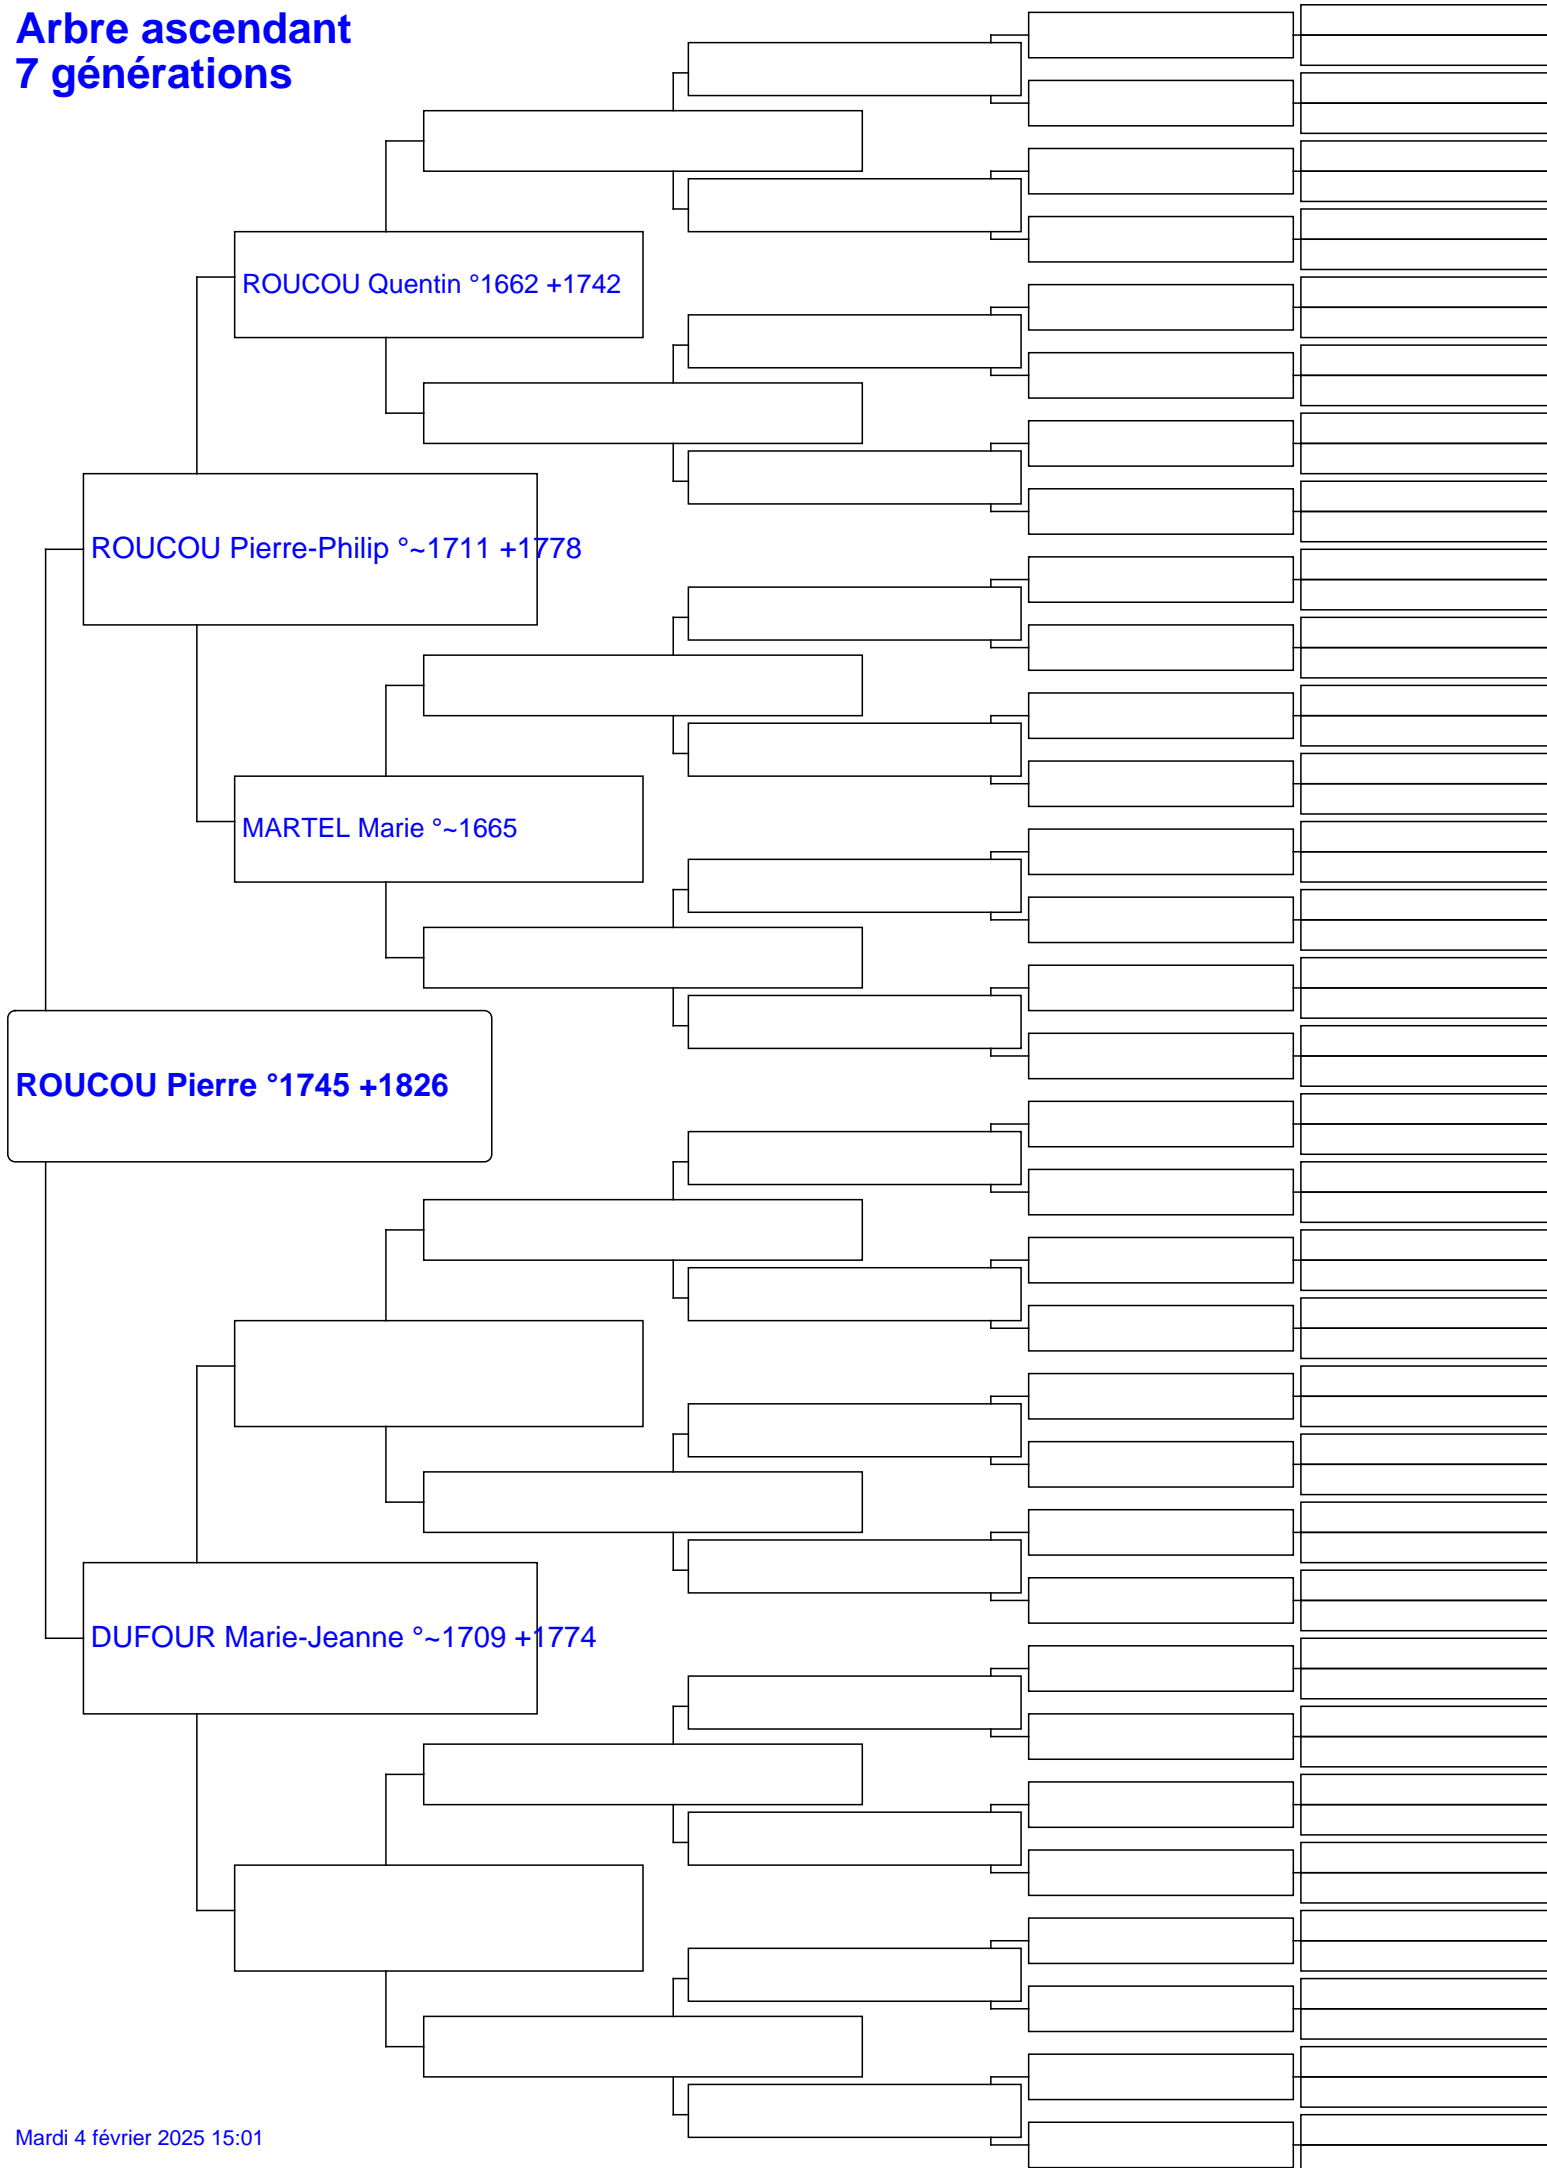 Arbre ascendant
7 générations
ROUCOU Quentin °1662 +1742
ROUCOU Pierre-Philip °~1711 +1778
MARTEL Marie °~1665
ROUCOU Pierre °1745 +1826
DUFOUR Marie-Jeanne °~1709 +1774
Mardi 4 février 2025 15:01